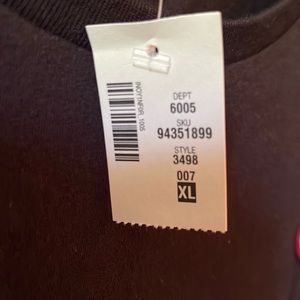 DEPT
6005
SKU
94351899
STYLE
3498
007
XL